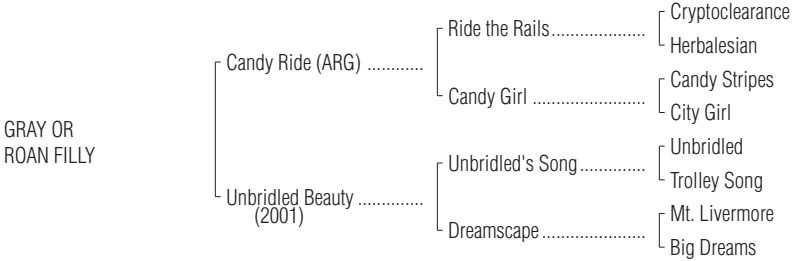 Cryptoclearance
Ride the Rails....................
Herbalesian
Candy Ride (ARG) ............
Candy Stripes
Candy Girl ........................
City Girl
GRAY OR
ROAN FILLY
Unbridled
Unbridled's Song..............
Trolley Song
Unbridled Beauty ..............
(2001)
Mt. Livermore
Dreamscape......................
Big Dreams